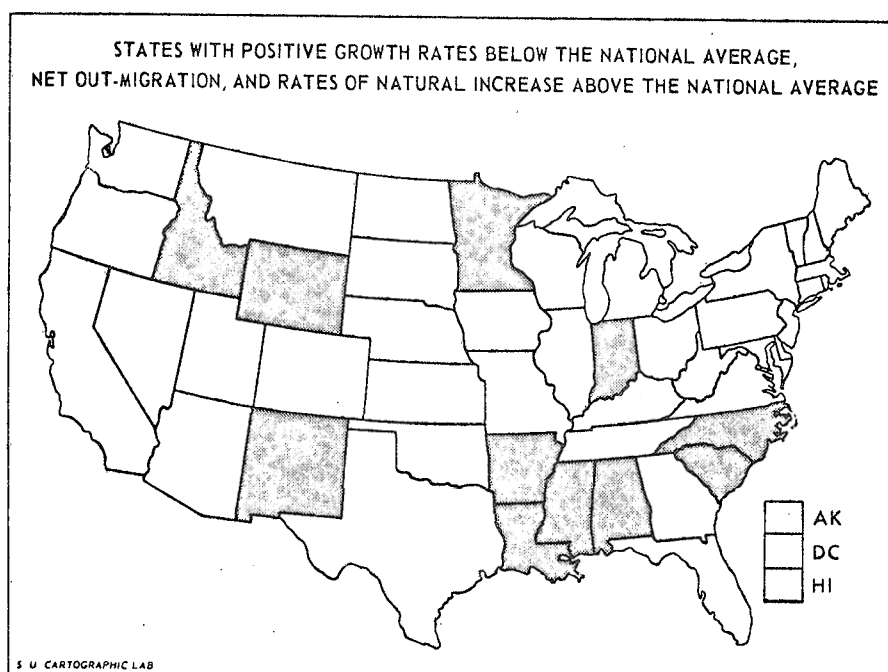 STATES WITH POSITIVE GROWTH RATES BELOW THE NATIONAL AVERAGE,
NET OUT-MIGRATION, AND RATES OF NATURAL INCREASE ABOVE THE NATIONAL AVERAGE
AK
DC
HI
S U CARTOGRAPHIC LAB